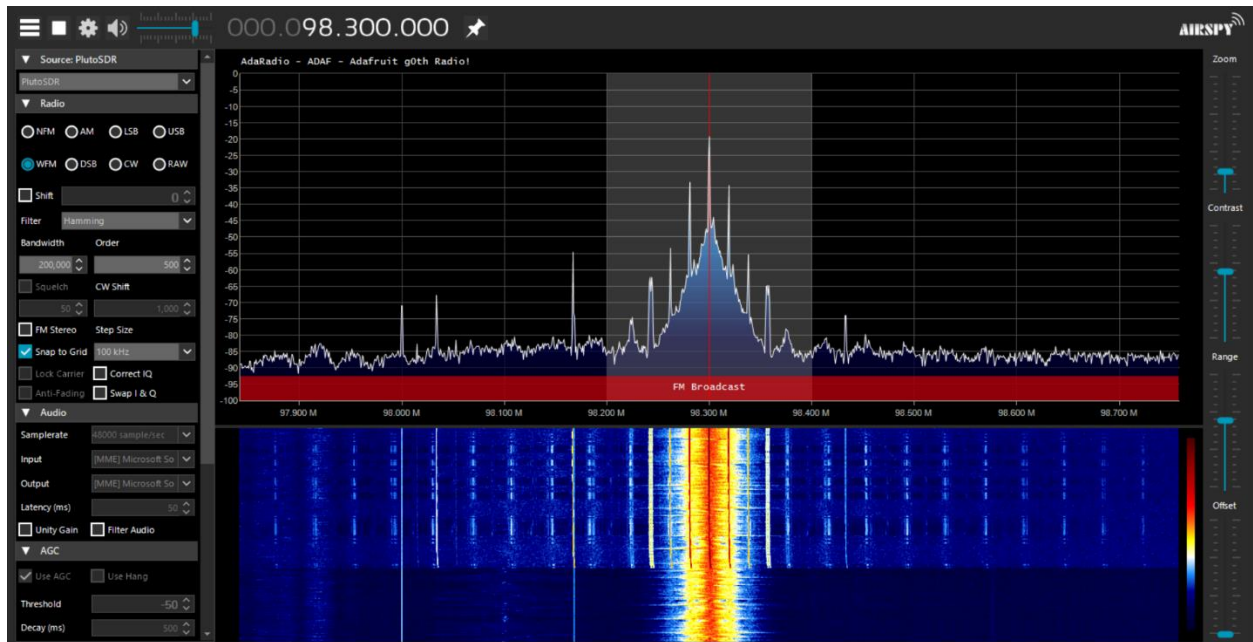 000.098.300.000
AIRSPY
Source: PlutoSDR
PlutoSDR
Radio
NFM AM LSB USB
WFM DSB CW RAW
Shift 0
Filter Hamming
Bandwidth Order
200,000 500
Squelch CW Shift
50 1,000
FM Stereo Step Size
Snap to Grid 100 kHz
Lock Carrier Correct IQ
Anti-Fading Swap I & Q
Audio
Samplerate 48000 sample/sec
Input [MME] Microsoft So
Output [MME] Microsoft So
Latency (ms) 50
Unity Gain Filter Audio
AGC
Use AGC Use Hang
Threshold -50
Decay (ms) 500
AdaRadio - ADAF - Adafruit g0th Radio!
0
-5
-10
-15
-20
-25
-30
-35
-40
-45
-50
-55
-60
-65
-70
-75
-80
-85
-90
-95
-100
FM Broadcast
97.900 M 98.000 M 98.100 M 98.200 M 98.300 M 98.400 M 98.500 M 98.600 M 98.700 M
Zoom
Contrast
Range
Offset